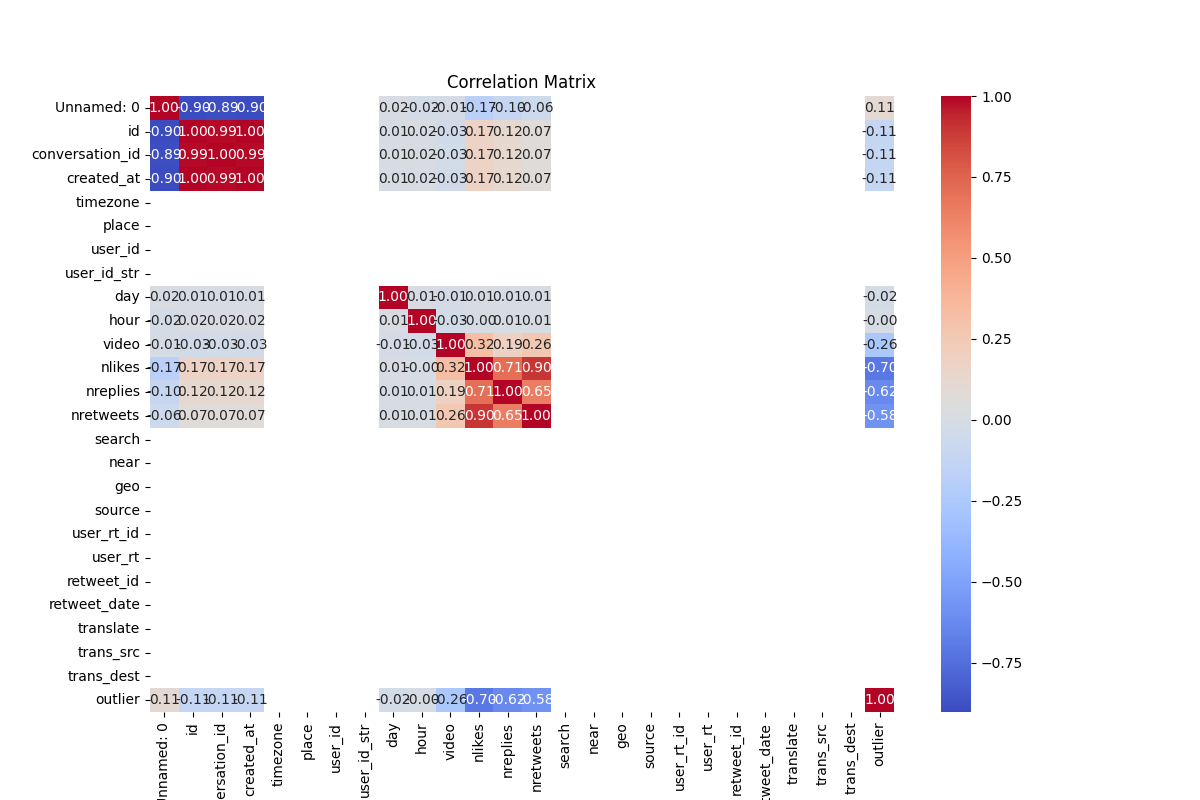 Correlation Matrix
Unnamed: 0 1.00 -0.90 -0.89 -0.90 0.02 -0.02 -0.01 -0.17 -0.10 -0.06 0.11 1.00
id -0.90 1.00 0.99 1.00 0.01 0.02 -0.03 0.17 0.12 0.07 -0.11
conversation_id -0.89 0.99 1.00 0.99 0.01 0.02 -0.03 0.17 0.12 0.07 -0.11
created_at -0.90 1.00 0.99 1.00 0.01 0.02 -0.03 0.17 0.12 0.07 -0.11 0.75
timezone
place
user_id 0.50
user_id_str
day 0.02 0.01 0.01 0.01 1.00 0.01 -0.01 0.01 0.01 0.01 -0.02
hour -0.02 0.02 0.02 0.02 0.01 1.00 -0.03 -0.00 0.01 0.01 -0.00
video -0.01 -0.03 -0.03 -0.03 -0.01 -0.03 1.00 0.32 0.19 0.26 -0.26 0.25
nlikes -0.17 0.17 0.17 0.17 0.01 -0.00 0.32 1.00 0.71 0.90 -0.70
nreplies -0.10 0.12 0.12 0.12 0.01 0.01 0.19 0.71 1.00 0.65 -0.62
nretweets -0.06 0.07 0.07 0.07 0.01 0.01 0.26 0.90 0.65 1.00 -0.58 0.00
search
near
geo −0.25
source
user_rt_id
user_rt
retweet_id −0.50
retweet_date
translate
trans_src −0.75
trans_dest
outlier 0.11 -0.11 -0.11 -0.11 -0.02 -0.00 -0.26 -0.70 -0.62 -0.58 1.00
Unnamed: 0 id ersation_id created_at timezone place user_id user_id_str day hour video nlikes nreplies nretweets search near geo source user_rt_id user_rt retweet_id tweet_date translate trans_src trans_dest outlier